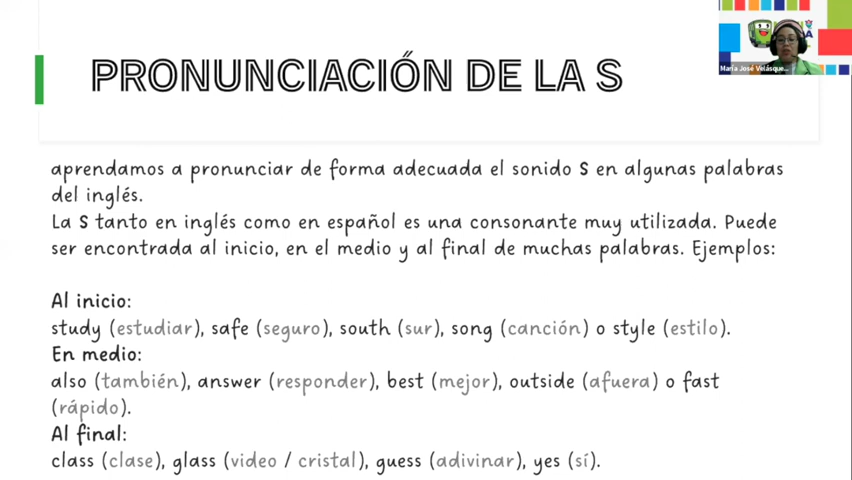 PRONUNCIACIÓN DE LA S
María José Velásque...
aprendamos a pronunciar de forma adecuada el sonido S en algunas palabras
del inglés.
La S tanto en inglés como en español es una consonante muy utilizada. Puede
ser encontrada al inicio, en el medio y al final de muchas palabras. Ejemplos:
Al inicio:
study (estudiar), safe (seguro), south (sur), song (canción) o style (estilo).
En medio:
also (también), answer (responder), best (mejor), outside (afuera) o fast
(rápido).
Al final:
class (clase), glass (video / cristal), guess (adivinar), yes (sí).